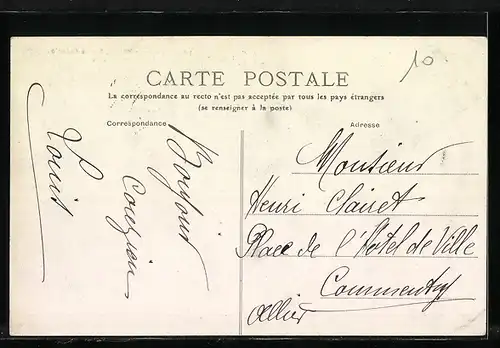 10
CARTE POSTALE
La correspondance au recto n'est pas acceptée par tous les pays étrangers
(se renseigner à la poste)
Correspondance
Adresse
Bonjour
Cousien
Louis
Monsieur
Henri Clairet
Place de l'Hôtel de Ville
Commentry
Allier